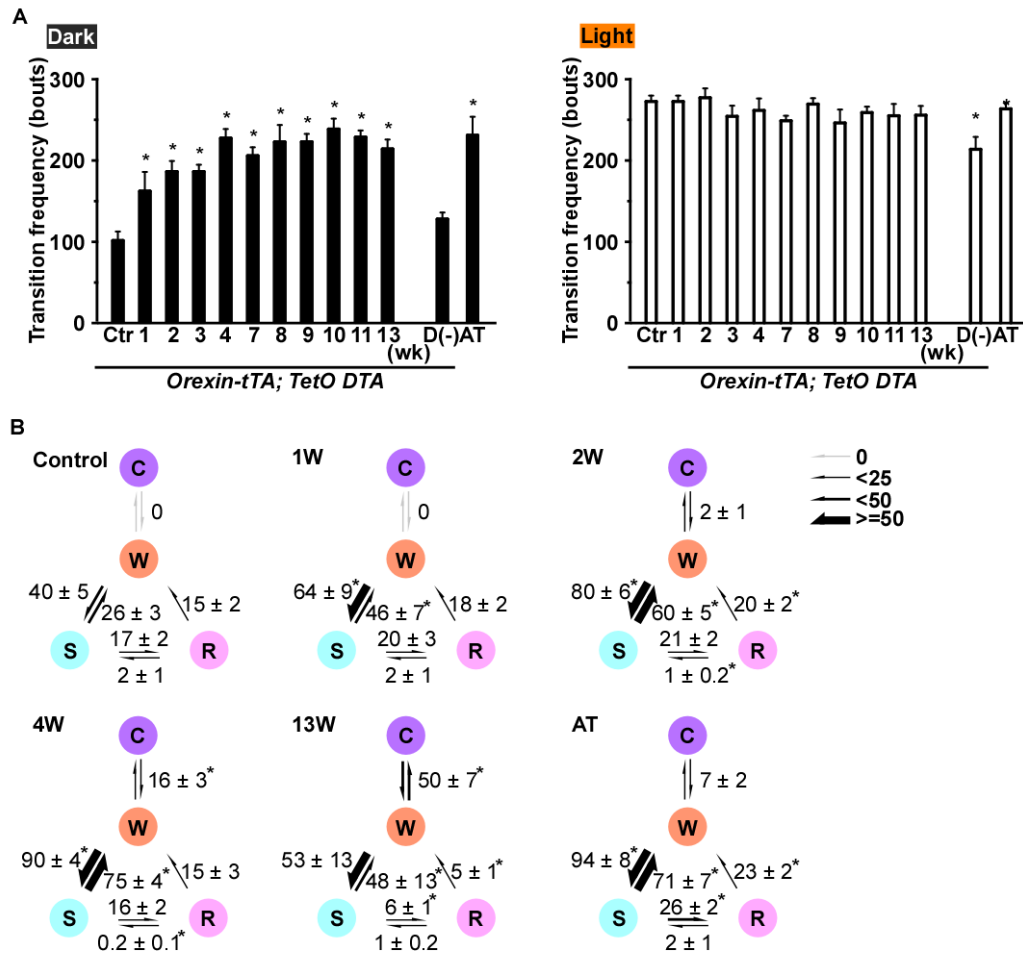 A
Dark
Transition frequency (bouts)
300
200
100
0
* * * * * * * * * * *
Ctr 1 2 3 4 7 8 9 10 11 13 D(-) AT
(wk)
Orexin-tTA; TetO DTA
Light
Transition frequency (bouts)
300
200
100
0
* *
Ctr 1 2 3 4 7 8 9 10 11 13 D(-) AT
(wk)
Orexin-tTA; TetO DTA
B
Control
C
0
W
40 ± 5
26 ± 3
15 ± 2
17 ± 2
S
R
2 ± 1
1W
C
0
W
64 ± 9*
46 ± 7*
18 ± 2
20 ± 3
S
R
2 ± 1
2W
C
2 ± 1
W
80 ± 6*
60 ± 5*
20 ± 2*
21 ± 2
S
R
1 ± 0.2*
0
<25
<50
>=50
4W
C
16 ± 3*
W
90 ± 4*
75 ± 4*
15 ± 3
16 ± 2
S
R
0.2 ± 0.1*
13W
C
50 ± 7*
W
53 ± 13
48 ± 13*
5 ± 1*
6 ± 1*
S
R
1 ± 0.2
AT
C
7 ± 2
W
94 ± 8*
71 ± 7*
23 ± 2*
26 ± 2*
S
R
2 ± 1